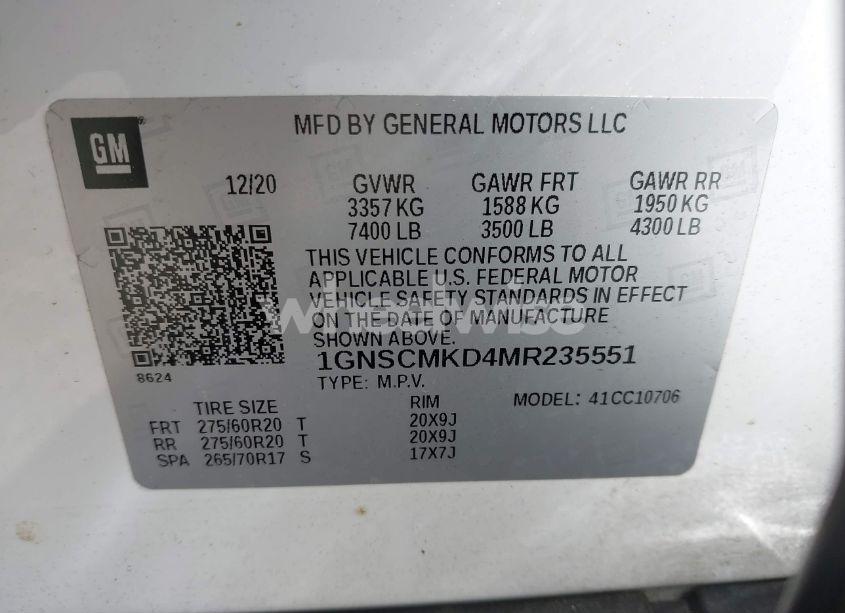 GM
MFD BY GENERAL MOTORS LLC
12/20 GVWR GAWR FRT GAWR RR
3357 KG 1588 KG 1950 KG
7400 LB 3500 LB 4300 LB
THIS VEHICLE CONFORMS TO ALL
APPLICABLE U.S. FEDERAL MOTOR
VEHICLE SAFETY STANDARDS IN EFFECT
ON THE DATE OF MANUFACTURE
SHOWN ABOVE.
1GNSCMKD4MR235551
8624
TYPE: M.P.V.
MODEL: 41CC10706
TIRE SIZE RIM
FRT 275/60R20 T 20X9J
RR 275/60R20 T 20X9J
SPA 265/70R17 S 17X7J
wheelwise